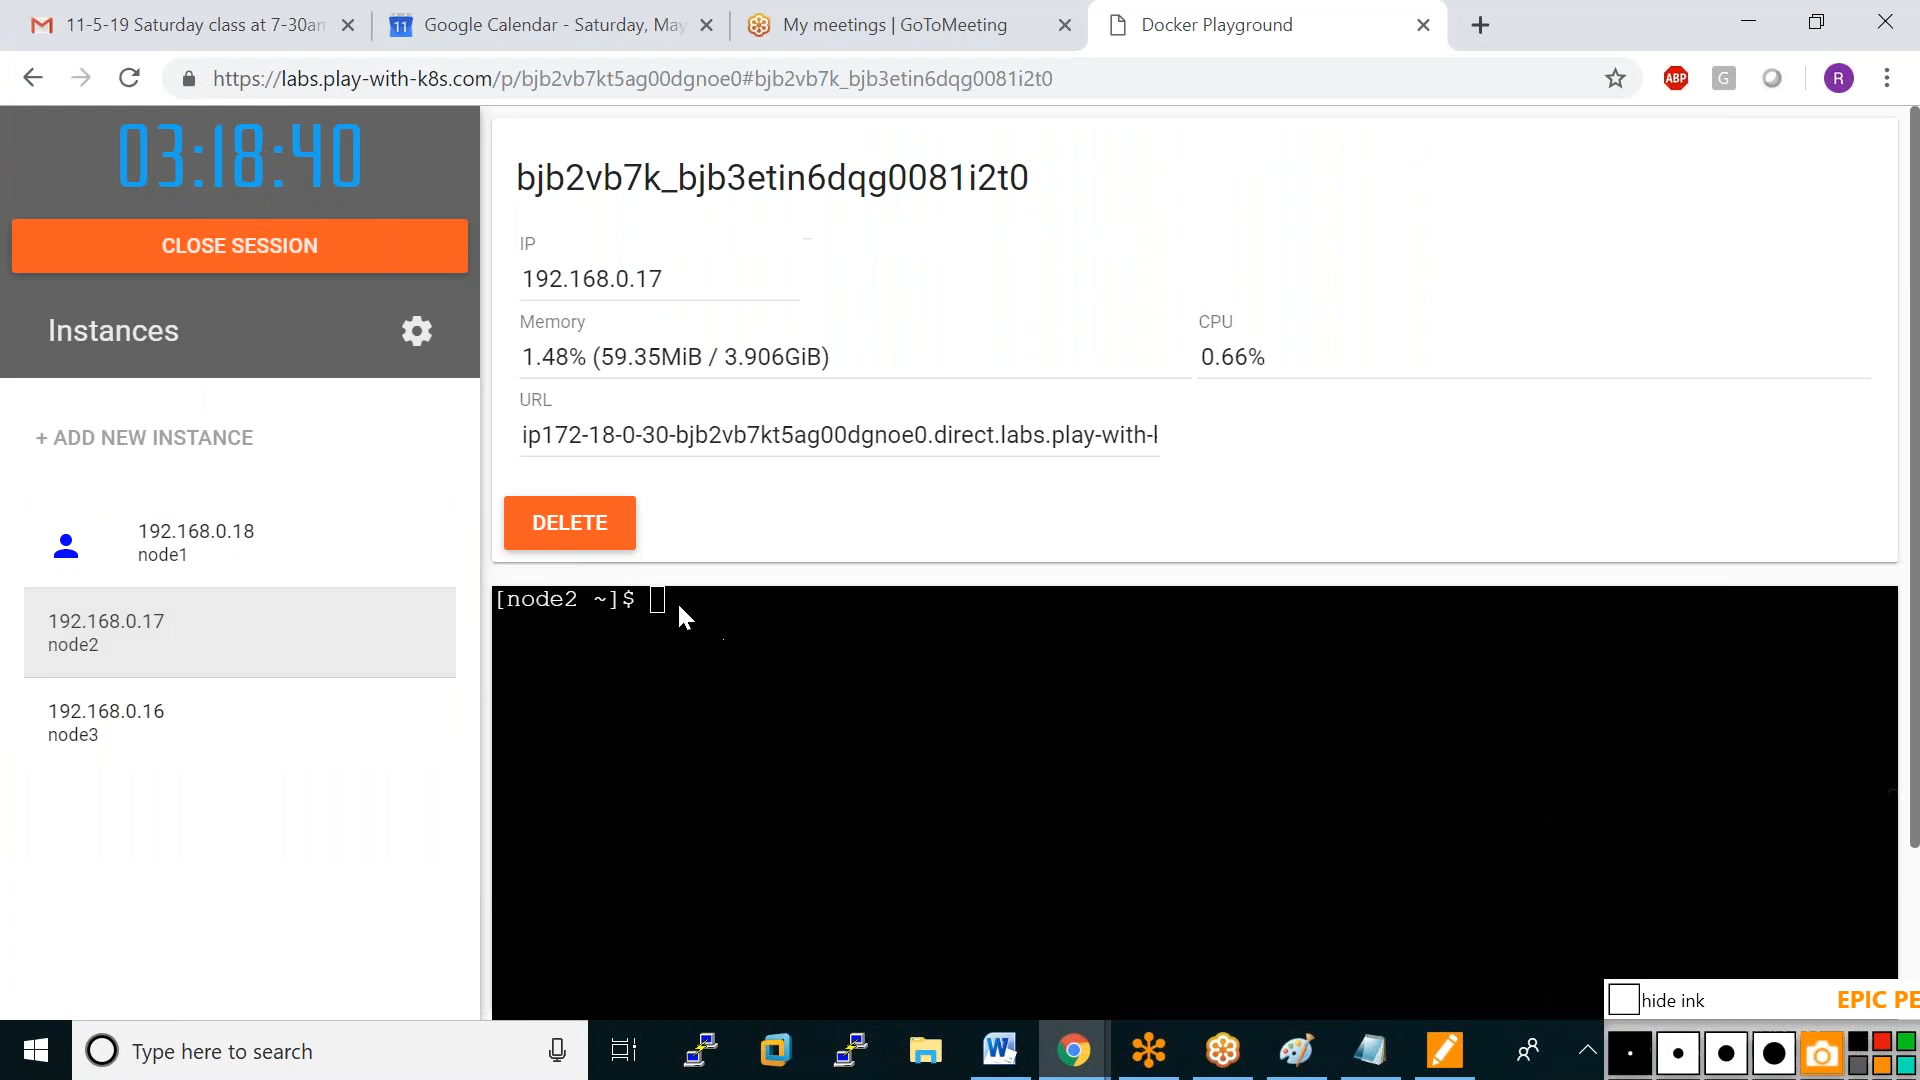 11-5-19 Saturday class at 7-30an
11 Google Calendar - Saturday, May
My meetings | GoToMeeting
Docker Playground
https://labs.play-with-k8s.com/p/bjb2vb7kt5ag00dgnoe0#bjb2vb7k_bjb3etin6dqg0081i2t0
ABP
G
R
03:18:40
CLOSE SESSION
Instances
+ ADD NEW INSTANCE
192.168.0.18
node1
192.168.0.17
node2
192.168.0.16
node3
bjb2vb7k_bjb3etin6dqg0081i2t0
IP
192.168.0.17
Memory
1.48% (59.35MiB / 3.906GiB)
CPU
0.66%
URL
ip172-18-0-30-bjb2vb7kt5ag00dgnoe0.direct.labs.play-with-k
DELETE
[node2 ~]$
hide ink
EPIC PE
Type here to search
W